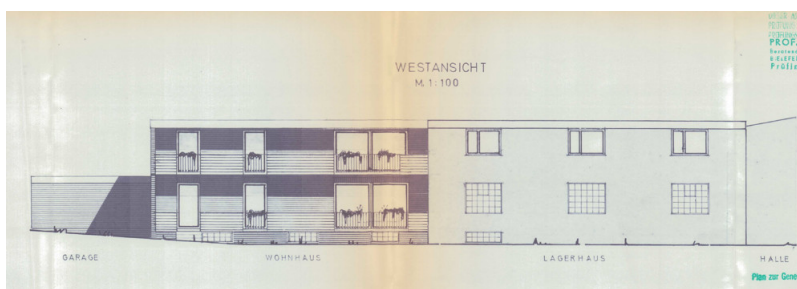 WESTANSICHT
M. 1:100
GARAGE
WOHNHAUS
LAGERHAUS
HALLE
PROF.
Plan zur Gene